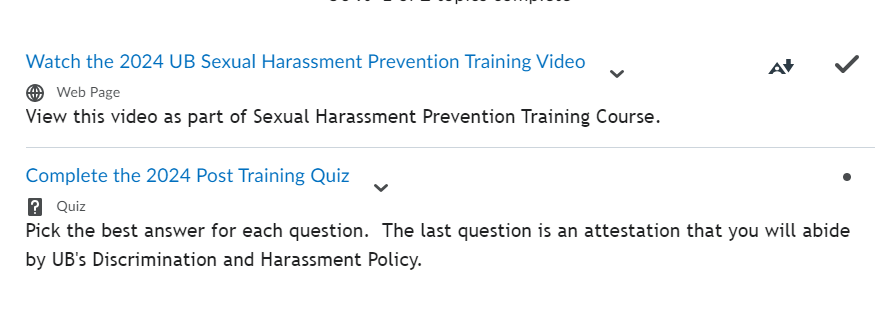 Watch the 2024 UB Sexual Harassment Prevention Training Video
Web Page
View this video as part of Sexual Harassment Prevention Training Course.
Complete the 2024 Post Training Quiz
Quiz
Pick the best answer for each question.  The last question is an attestation that you will abide
by UB's Discrimination and Harassment Policy.